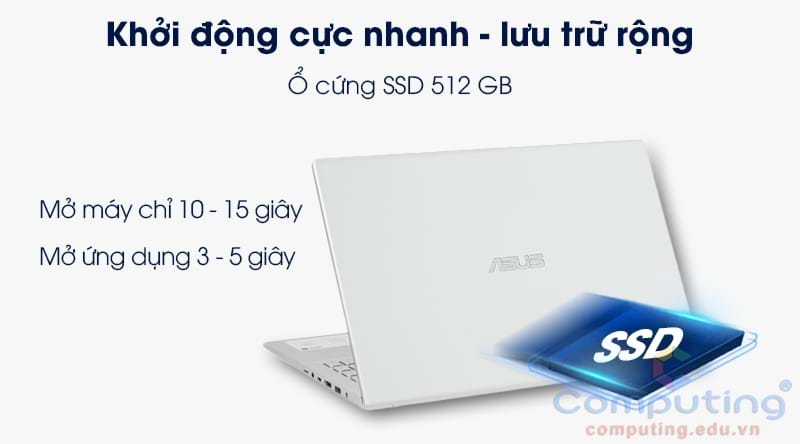 Khởi động cực nhanh - lưu trữ rộng
Ổ cứng SSD 512 GB
Mở máy chỉ 10 - 15 giây
Mở ứng dụng 3 - 5 giây
ASUS
SSD
Computing®
computing.edu.vn